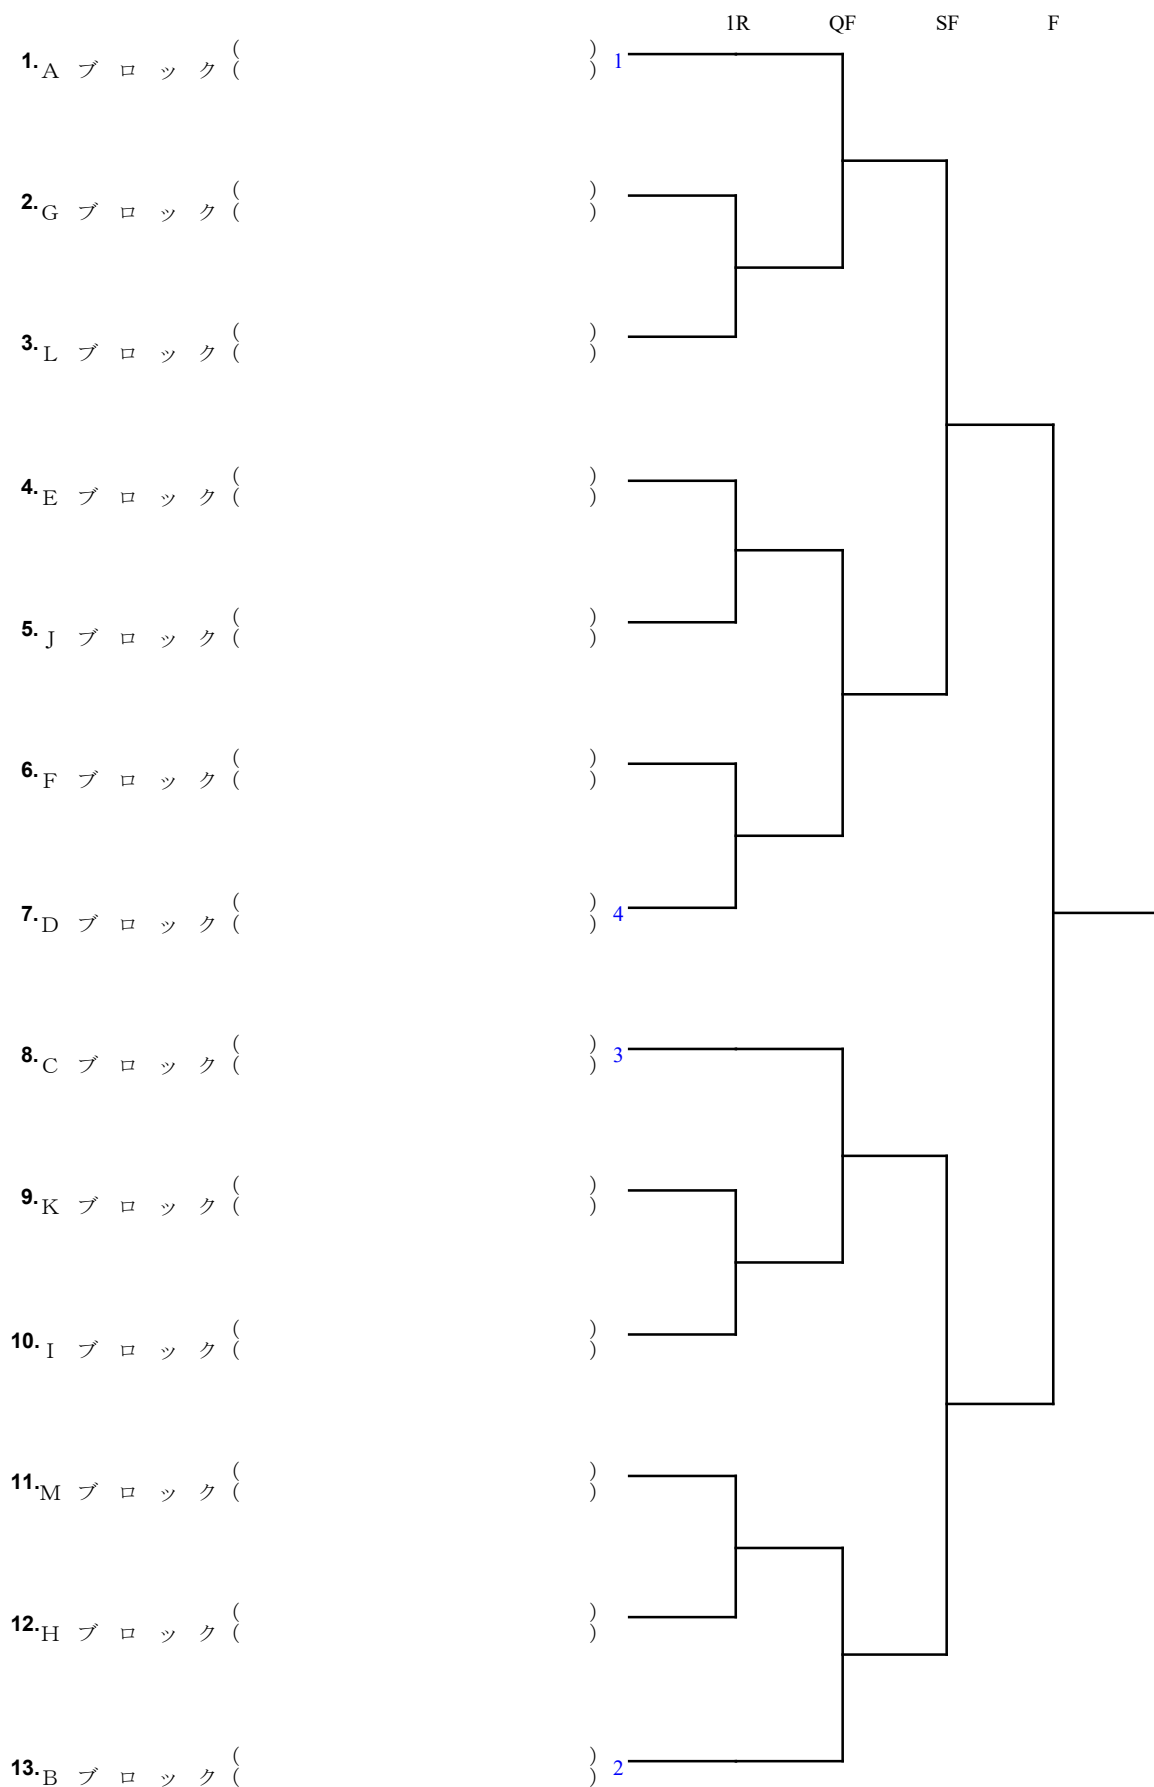 1R QF SF F
1. A ブロック ( ) ( ) 1
2. G ブロック ( ) ( )
3. L ブロック ( ) ( )
4. E ブロック ( ) ( )
5. J ブロック ( ) ( )
6. F ブロック ( ) ( )
7. D ブロック ( ) ( ) 4
8. C ブロック ( ) ( ) 3
9. K ブロック ( ) ( )
10. I ブロック ( ) ( )
11. M ブロック ( ) ( )
12. H ブロック ( ) ( )
13. B ブロック ( ) ( ) 2